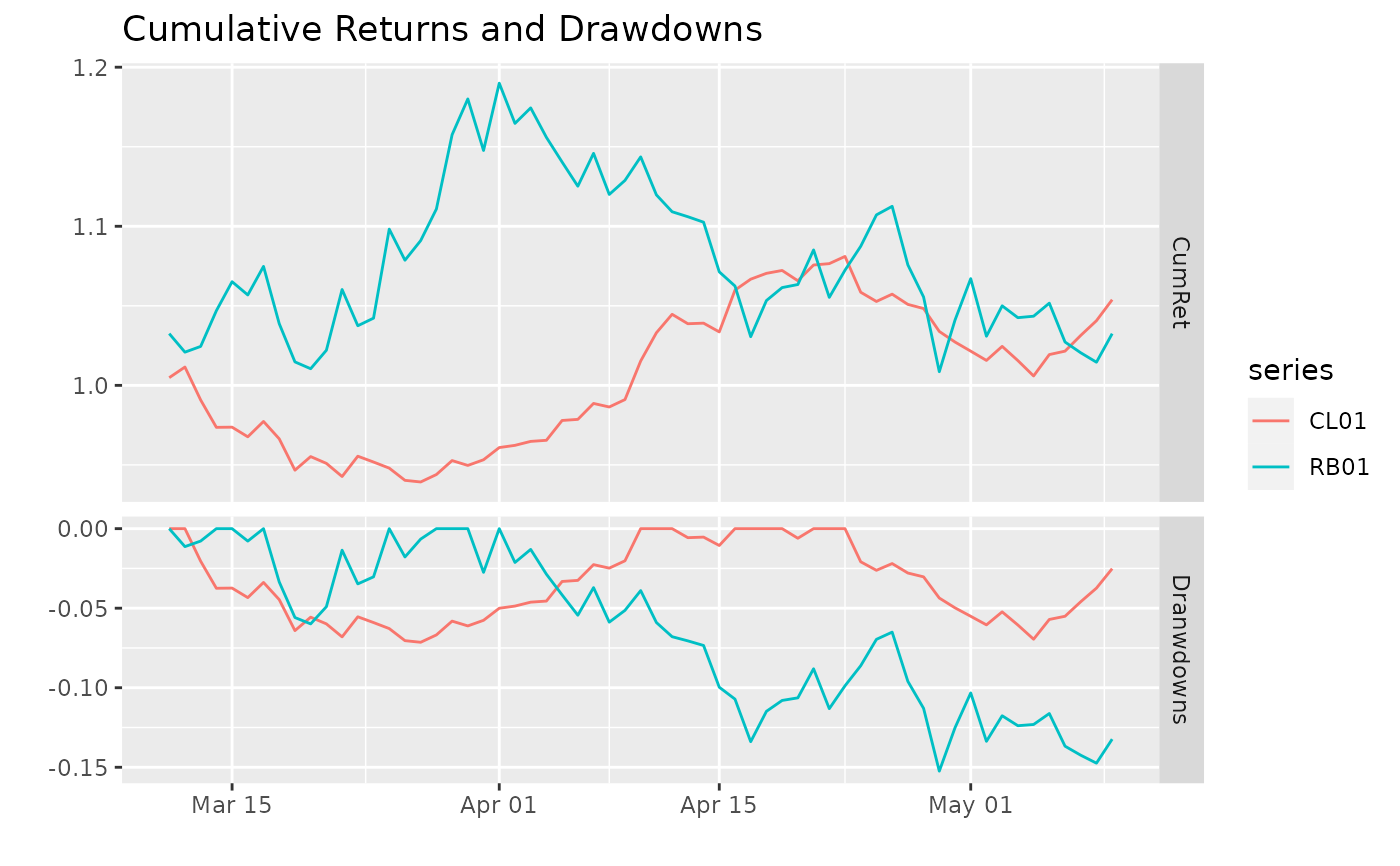 Cumulative Returns and Drawdowns
1.2
1.1
1.0
CumRet
0.00
-0.05
-0.10
-0.15
Dranwdowns
Mar 15
Apr 01
Apr 15
May 01
series
CL01
RB01